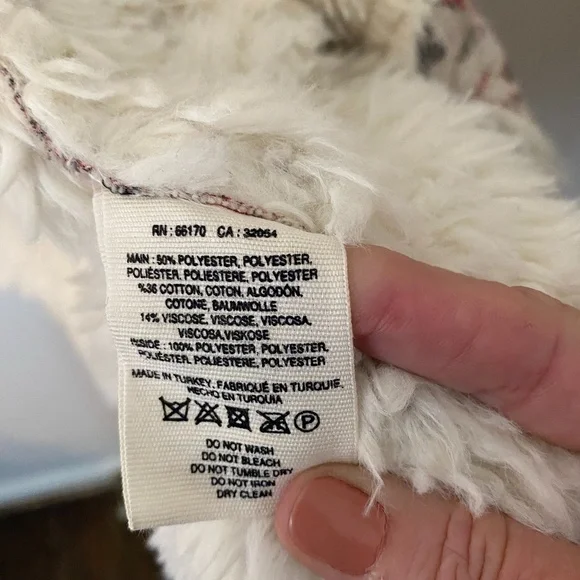 RN : 66170 CA : 32054
MAIN : 50% POLYESTER, POLYESTER,
POLIÉSTER, POLIESTERE, POLYESTER
%36 COTTON, COTON, ALGODÓN,
COTONE, BAUMWOLLE
14% VISCOSE, VISCOSE, VISCOSA,
VISCOSA,VISKOSE
INSIDE : 100% POLYESTER, POLYESTER,
POLIÉSTER, POLIESTERE, POLYESTER
MADE IN TURKEY, FABRIQUÉ EN TURQUIE,
HECHO EN TURQUIA
P
DO NOT WASH
DO NOT BLEACH
DO NOT TUMBLE DRY
DO NOT IRON
DRY CLEAN